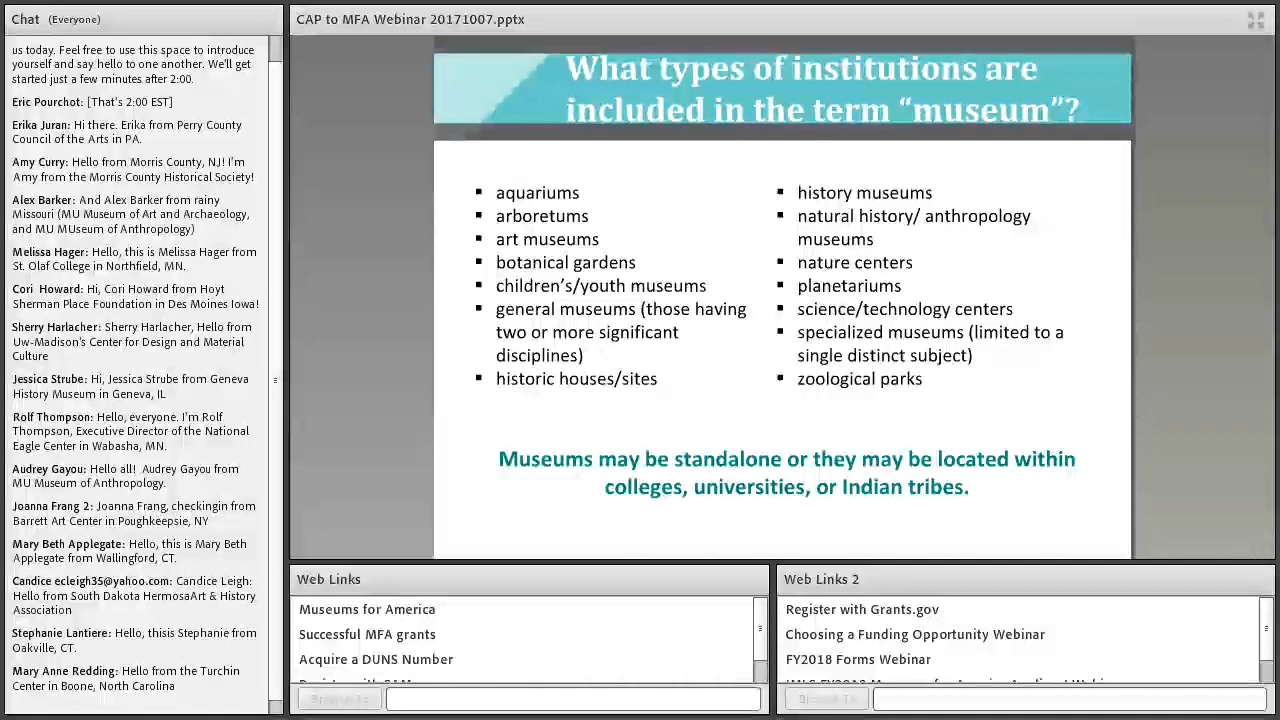 Chat (Everyone)
us today. Feel free to use this space to introduce
yourself and say hello to one another. We'll get
started just a few minutes after 2:00.
Eric Pourchot: [That's 2:00 EST]
Erika Juran: Hi there. Erika from Perry County
Council of the Arts in PA.
Amy Curry: Hello from Morris County, NJ! I'm
Amy from the Morris County Historical Society!
Alex Barker: And Alex Barker from rainy
Missouri (MU Museum of Art and Archaeology,
and MU MUseum of Anthropology)
Melissa Hager: Hello, this is Melissa Hager from
St. Olaf College in Northfield, MN.
Cori Howard: Hi, Cori Howard from Hoyt
Sherman Place Foundation in Des Moines Iowa!
Sherry Harlacher: Sherry Harlacher, Hello from
Uw-Madison's Center for Design and Material
Culture
Jessica Strube: Hi, Jessica Strube from Geneva
History Museum in Geneva, IL
Rolf Thompson: Hello, everyone. I'm Rolf
Thompson, Executive Director of the National
Eagle Center in Wabasha, MN.
Audrey Gayou: Hello all! Audrey Gayou from
MU Museum of Anthropology.
Joanna Frang 2: Joanna Frang, checkingin from
Barrett Art Center in Poughkeepsie, NY
Mary Beth Applegate: Hello, this is Mary Beth
Applegate from Wallingford, CT.
Candice ecleigh35@yahoo.com: Candice Leigh:
Hello from South Dakota HermosaArt & History
Association
Stephanie Lantiere: Hello, thisis Stephanie from
Oakville, CT.
Mary Anne Redding: Hello from the Turchin
Center in Boone, North Carolina
CAP to MFA Webinar 20171007.pptx
What types of institutions are
included in the term “museum”?
aquariums
arboretums
art museums
botanical gardens
children’s/youth museums
general museums (those having
two or more significant
disciplines)
historic houses/sites
history museums
natural history/ anthropology
museums
nature centers
planetariums
science/technology centers
specialized museums (limited to a
single distinct subject)
zoological parks
Museums may be standalone or they may be located within
colleges, universities, or Indian tribes.
Web Links
Museums for America
Successful MFA grants
Acquire a DUNS Number
Browse To
Web Links 2
Register with Grants.gov
Choosing a Funding Opportunity Webinar
FY2018 Forms Webinar
Browse To